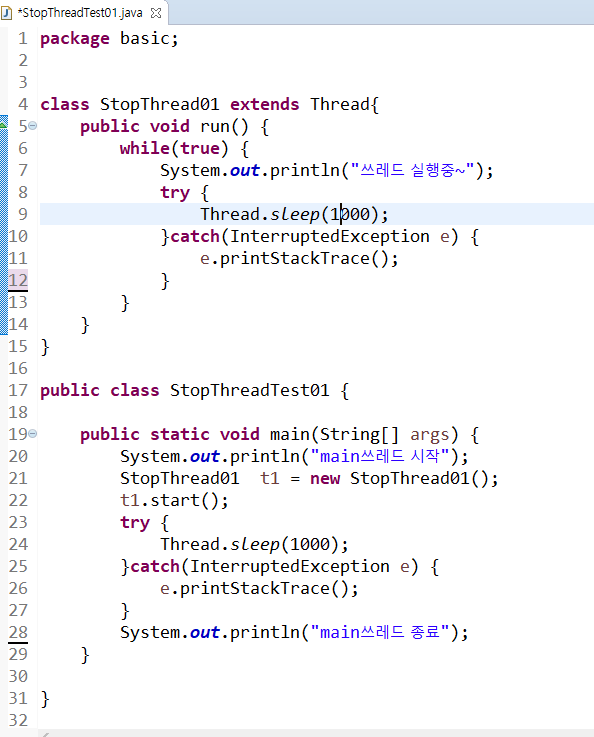 *StopThreadTest01.java
1 package basic;
2
3
4 class StopThread01 extends Thread{
5     public void run() {
6         while(true) {
7             System.out.println("쓰레드 실행중~");
8             try {
9                 Thread.sleep(1000);
10             }catch(InterruptedException e) {
11                 e.printStackTrace();
12             }
13         }
14     }
15 }
16
17 public class StopThreadTest01 {
18
19     public static void main(String[] args) {
20         System.out.println("main쓰레드 시작");
21         StopThread01  t1 = new StopThread01();
22         t1.start();
23         try {
24             Thread.sleep(1000);
25         }catch(InterruptedException e) {
26             e.printStackTrace();
27         }
28         System.out.println("main쓰레드 종료");
29     }
30
31 }
32